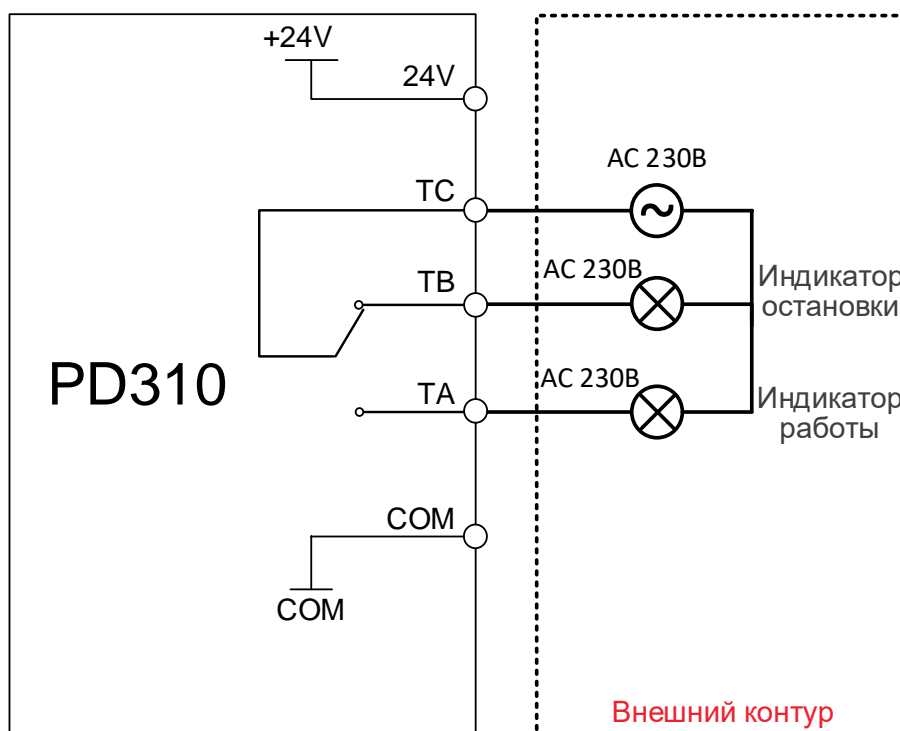 +24V
24V
AC 230В
TC
AC 230В
TB
Индикатор
остановки
PD310
AC 230В
TA
Индикатор
работы
COM
COM
Внешний контур